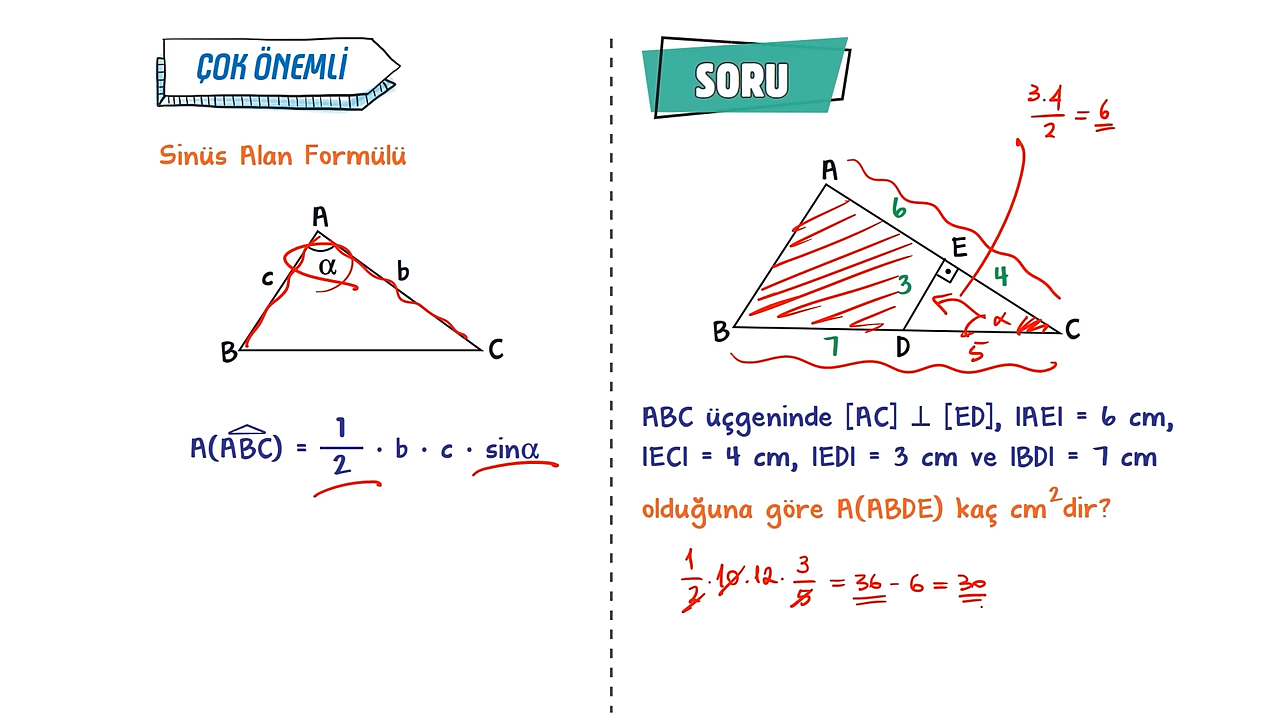 ÇOK ÖNEMLİ
Sinüs Alan Formülü
A
c
α
b
B
C
A(ABC) = 1/2 · b · c · sinα
SORU
3.4/2 = 6
A
6
E
3
4
α
B
7
D
5
C
ABC üçgeninde [AC] ⊥ [ED], |AE| = 6 cm,
|EC| = 4 cm, |ED| = 3 cm ve |BD| = 7 cm
olduğuna göre A(ABDE) kaç cm²dir?
1/2 . 10 . 12 . 3/5 = 36 - 6 = 30